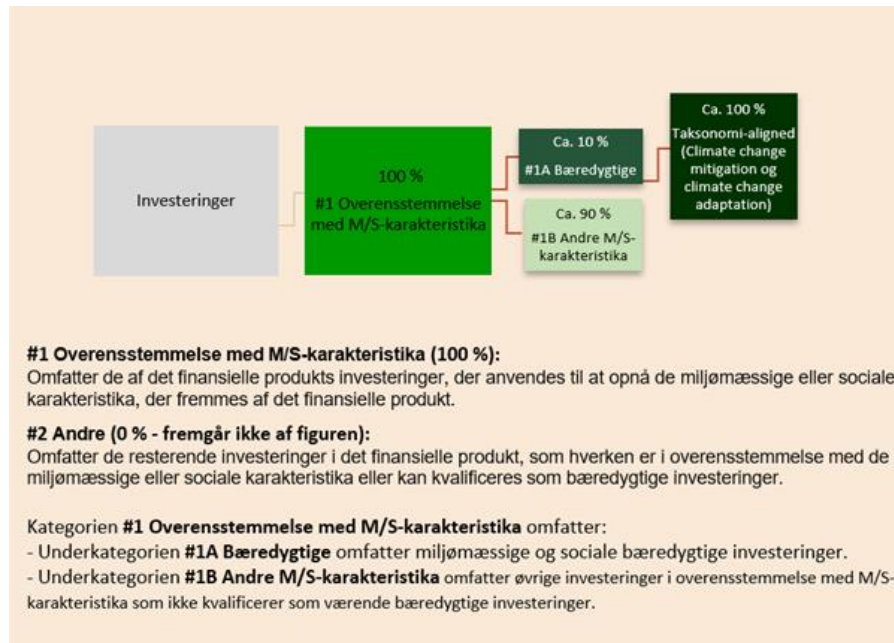 Investeringer
100 %
#1 Overensstemmelse
med M/S-karakteristika
Ca. 10 %
#1A Bæredygtige
Ca. 90 %
#1B Andre M/S-
karakteristika
Ca. 100 %
Taksonomi-aligned
(Climate change
mitigation og
climate change
adaptation)
#1 Overensstemmelse med M/S-karakteristika (100 %):
Omfatter de af det finansielle produkts investeringer, der anvendes til at opnå de miljømæssige eller sociale
karakteristika, der fremmes af det finansielle produkt.
#2 Andre (0 % - fremgår ikke af figuren):
Omfatter de resterende investeringer i det finansielle produkt, som hverken er i overensstemmelse med de
miljømæssige eller sociale karakteristika eller kan kvalificeres som bæredygtige investeringer.
Kategorien #1 Overensstemmelse med M/S-karakteristika omfatter:
- Underkategorien #1A Bæredygtige omfatter miljømæssige og sociale bæredygtige investeringer.
- Underkategorien #1B Andre M/S-karakteristika omfatter øvrige investeringer i overensstemmelse med M/S-
karakteristika som ikke kvalificerer som værende bæredygtige investeringer.